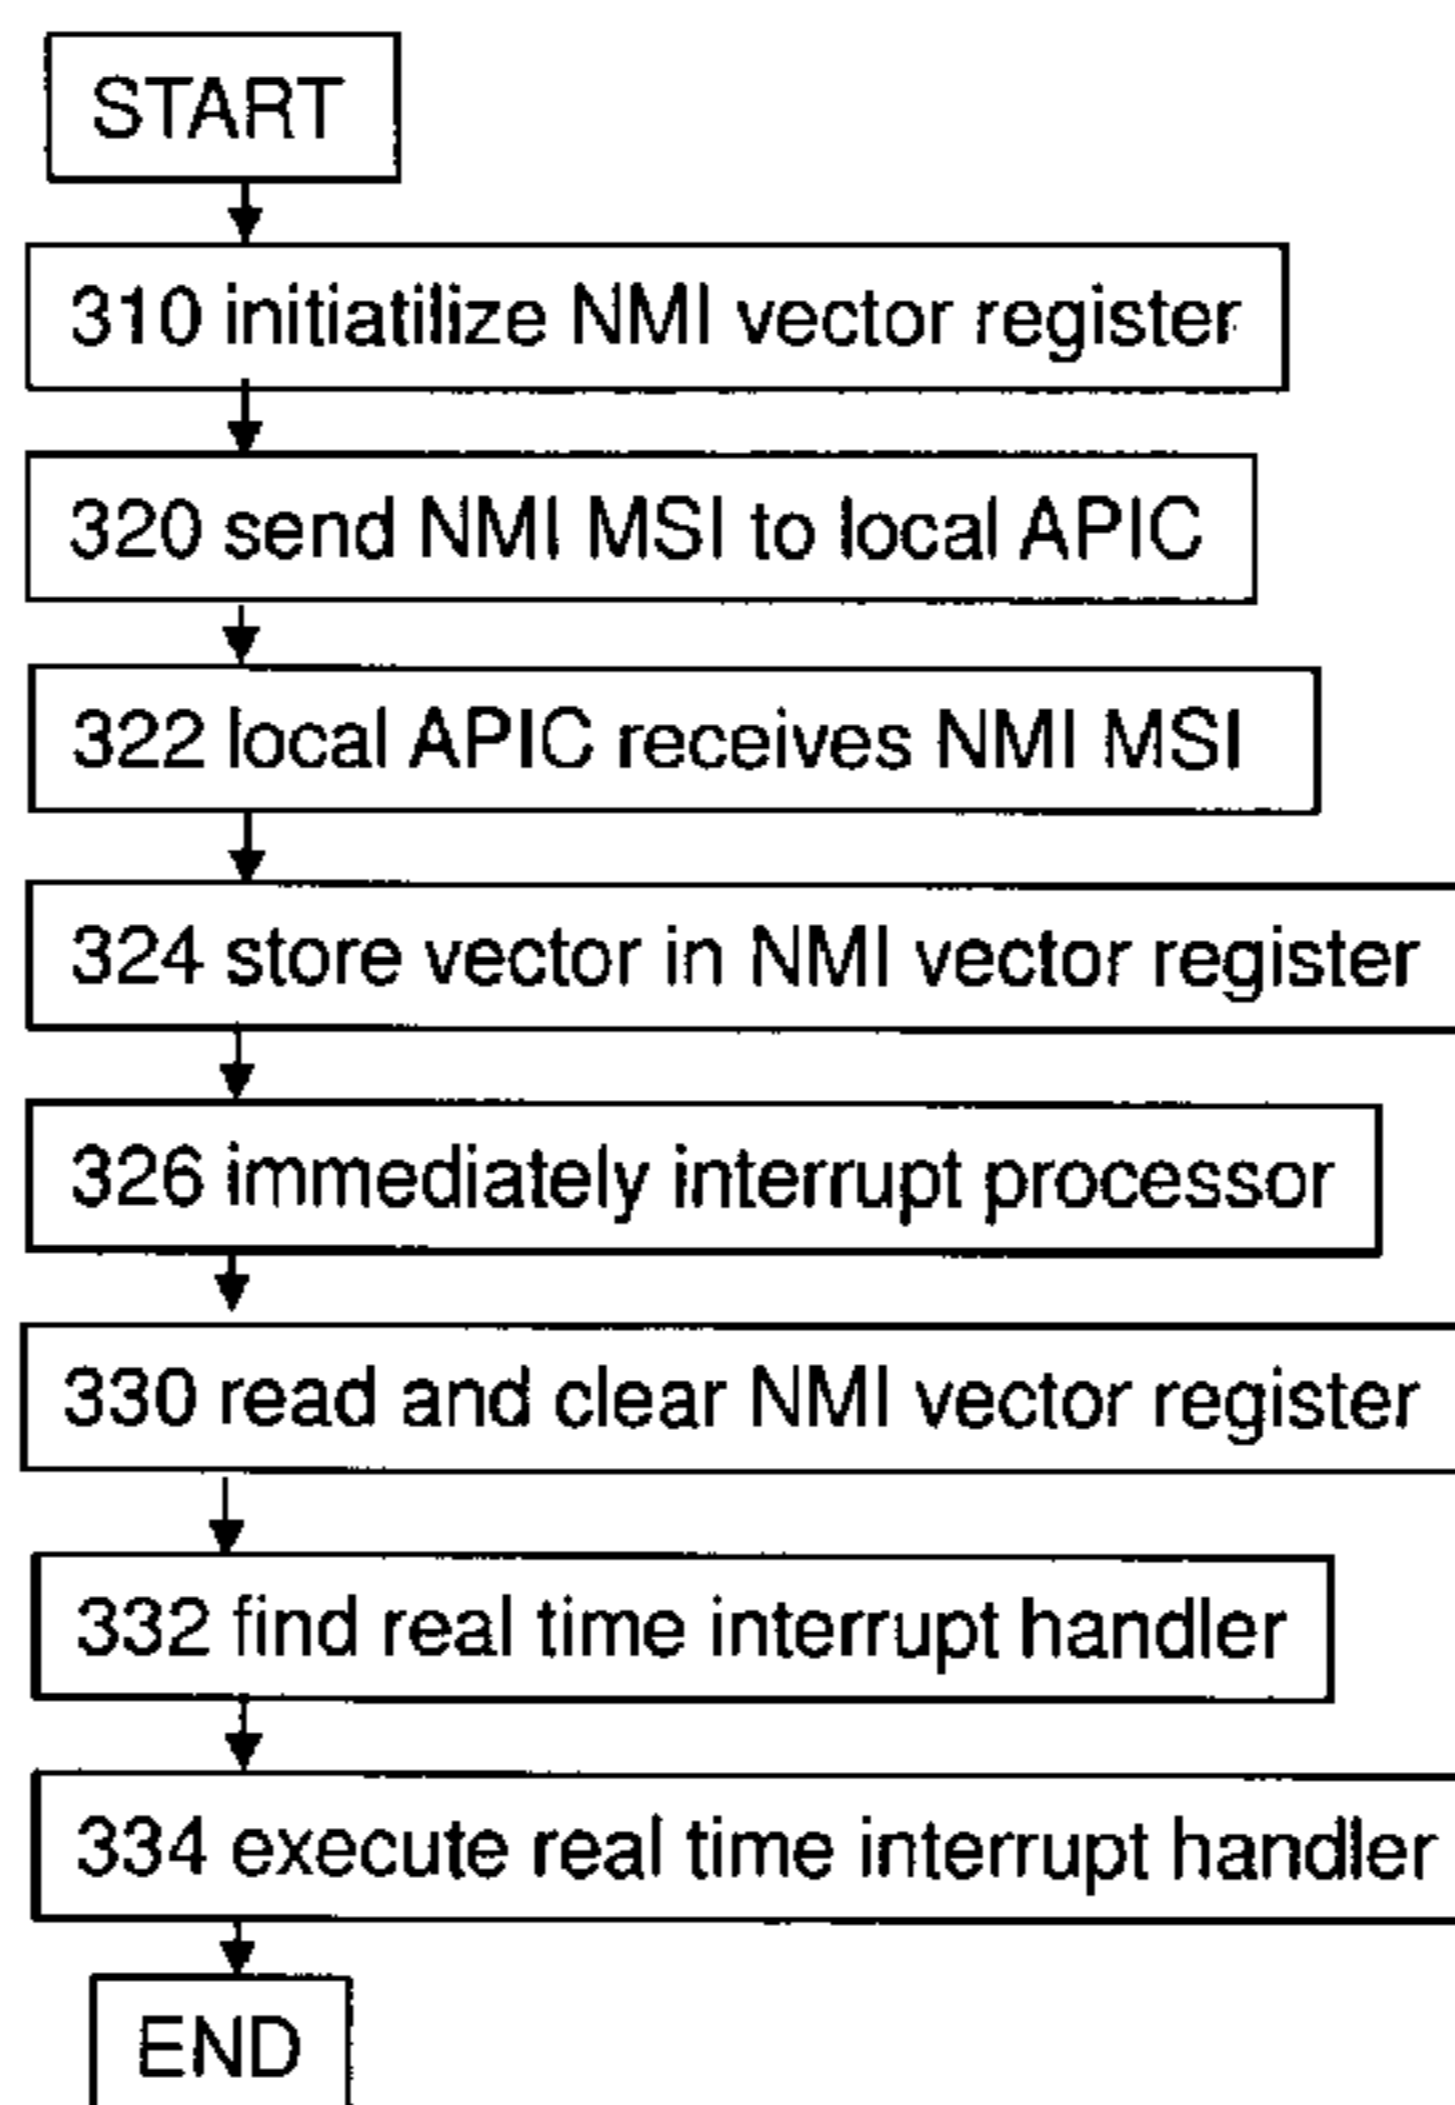 START
310 initiatilize NMI vector register
320 send NMI MSI to local APIC
322 local APIC receives NMI MSI
324 store vector in NMI vector register
326 immediately interrupt processor
330 read and clear NMI vector register
332 find real time interrupt handler
334 execute real time interrupt handler
END